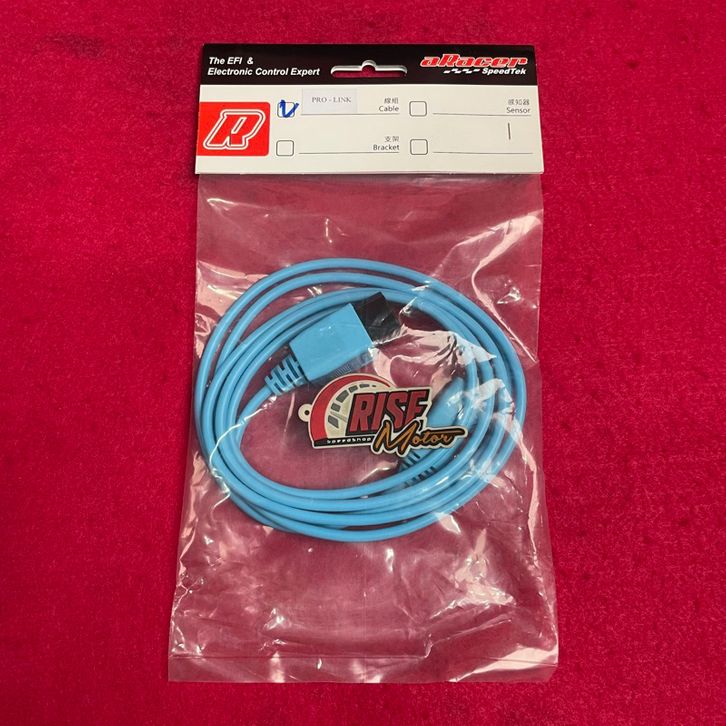 The EFI &
Electronic Control Expert
aRacer
SpeedTek
PRO - LINK
線組
Cable
感知器
Sensor
支架
Bracket
R
RISE
speedshop
Motor